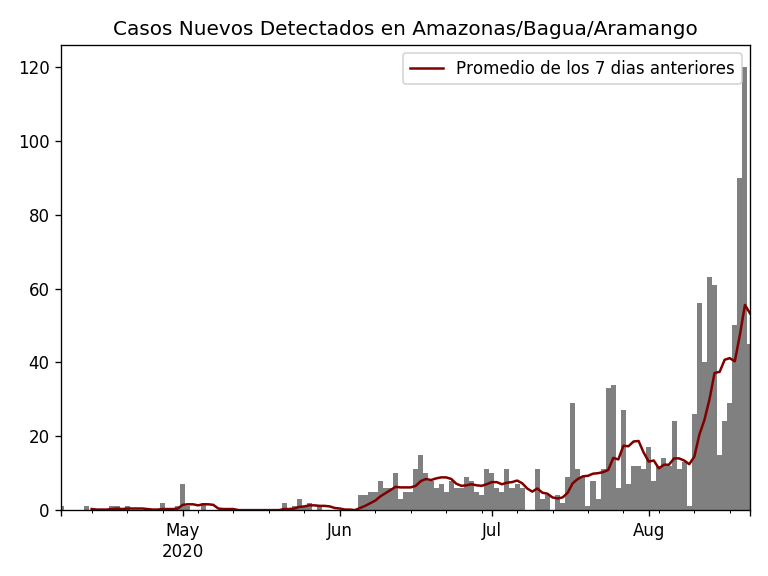 Casos Nuevos Detectados en Amazonas/Bagua/Aramango
Promedio de los 7 dias anteriores
120
100
80
60
40
20
0
May
2020
Jun
Jul
Aug